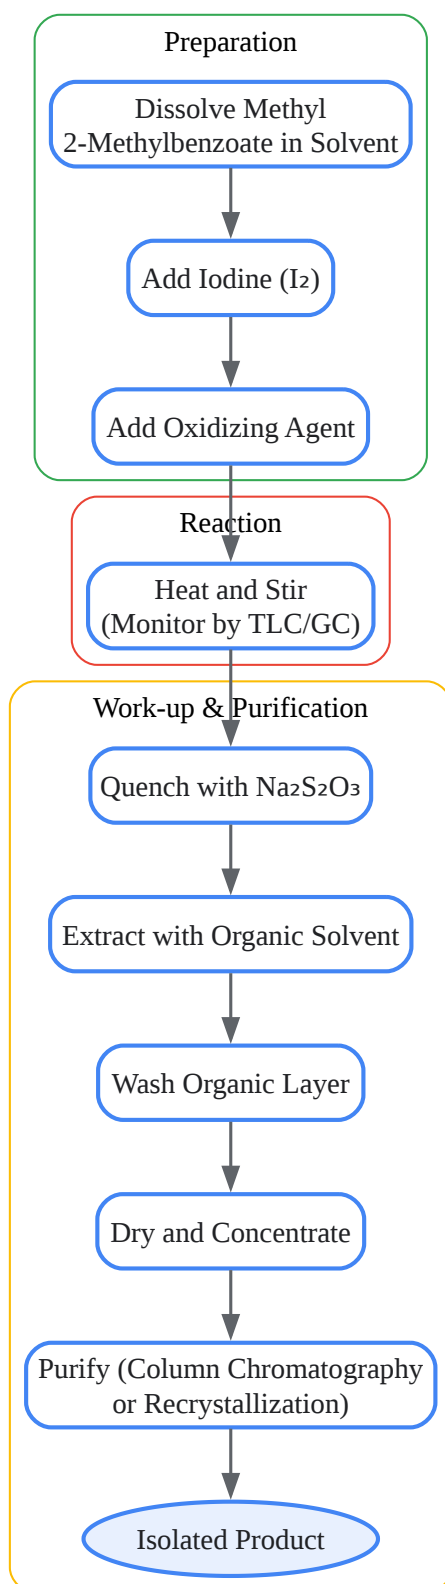 Preparation
Dissolve Methyl
2-Methylbenzoate in Solvent
Add Iodine (I₂)
Add Oxidizing Agent
Reaction
Heat and Stir
(Monitor by TLC/GC)
Work-up & Purification
Quench with Na₂S₂O₃
Extract with Organic Solvent
Wash Organic Layer
Dry and Concentrate
Purify (Column Chromatography
or Recrystallization)
Isolated Product